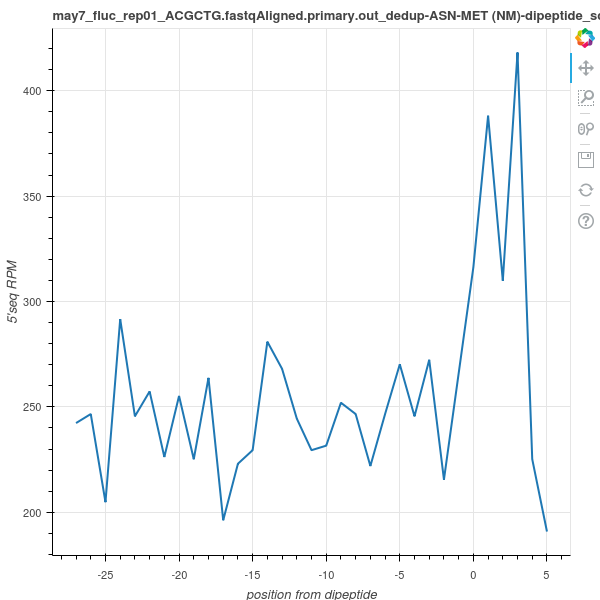 may7_fluc_rep01_ACGCTG.fastqAligned.primary.out_dedup-ASN-MET (NM)-dipeptide_sc
400
350
300
250
200
5'seq RPM
-25 -20 -15 -10 -5 0 5
position from dipeptide